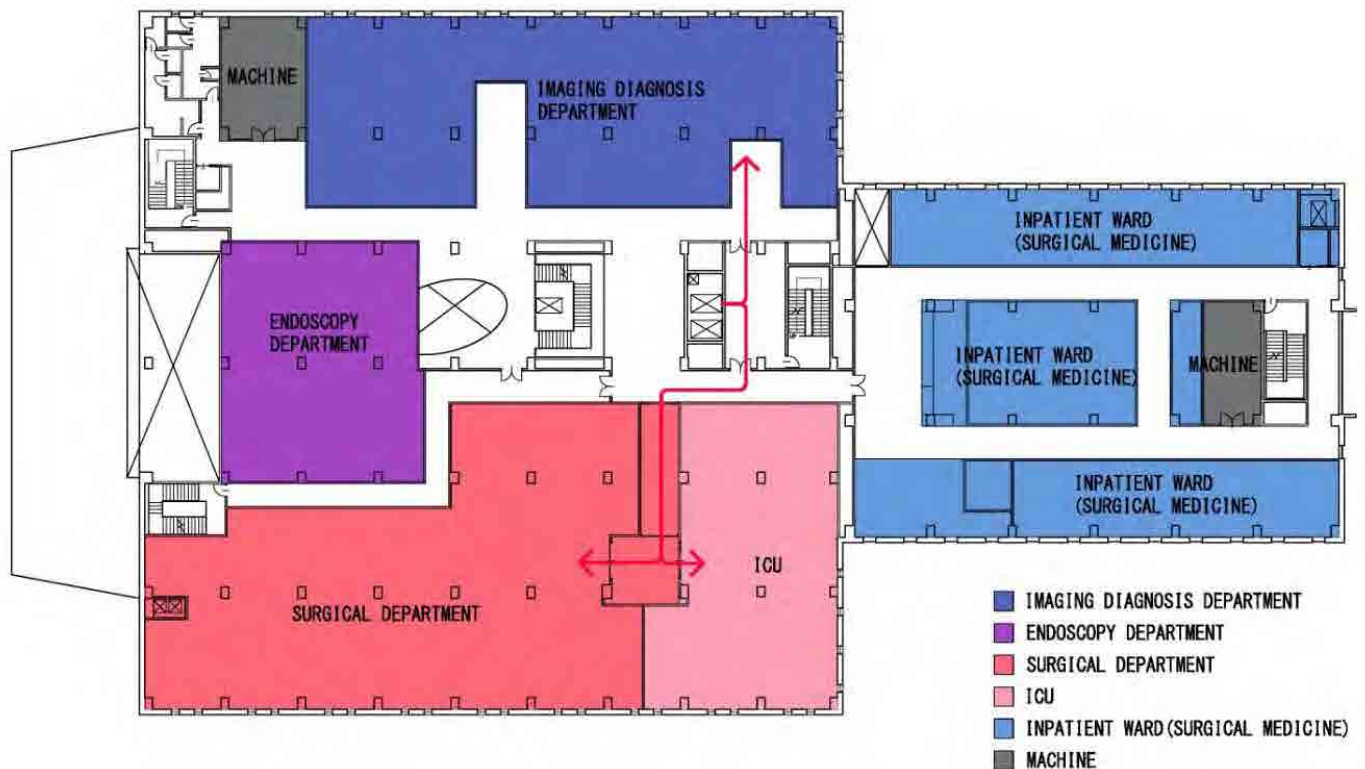 MACHINE
IMAGING DIAGNOSIS
DEPARTMENT
INPATIENT WARD
(SURGICAL MEDICINE)
ENDOSCOPY
DEPARTMENT
INPATIENT WARD
(SURGICAL MEDICINE)
MACHINE
INPATIENT WARD
(SURGICAL MEDICINE)
ICU
SURGICAL DEPARTMENT
IMAGING DIAGNOSIS DEPARTMENT
ENDOSCOPY DEPARTMENT
SURGICAL DEPARTMENT
ICU
INPATIENT WARD(SURGICAL MEDICINE)
MACHINE